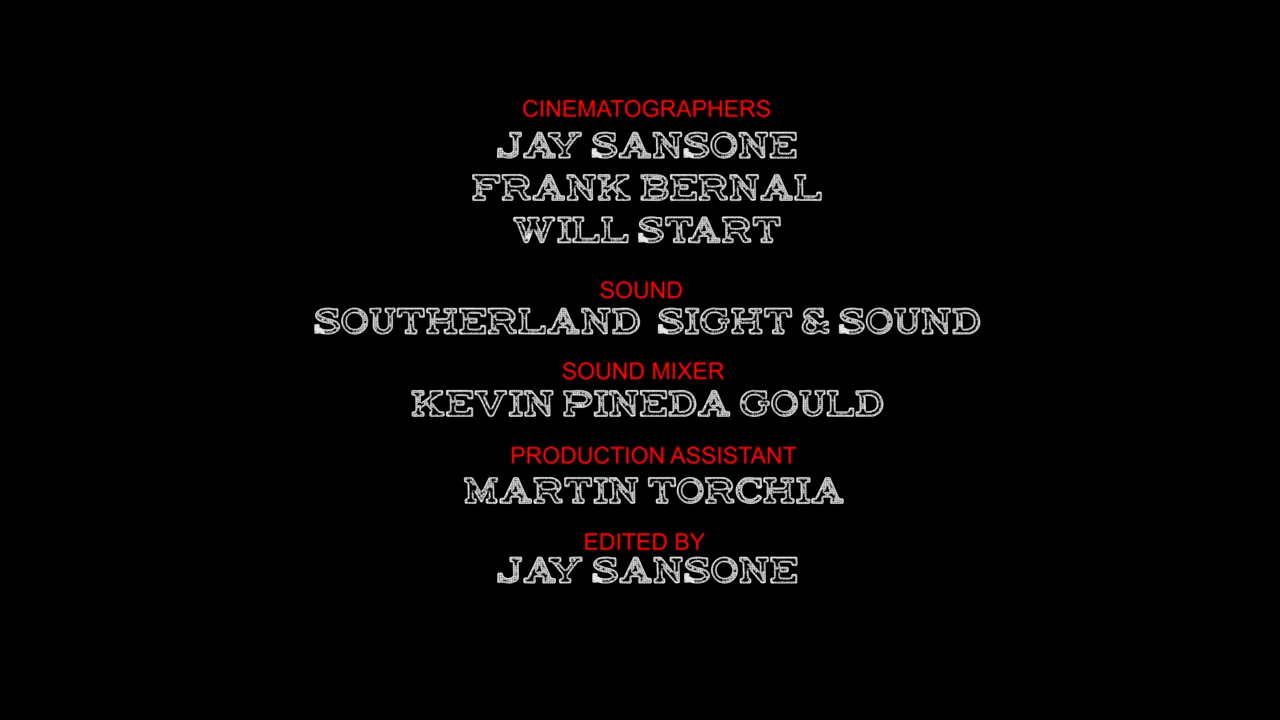 CINEMATOGRAPHERS
JAY SANSONE
FRANK BERNAL
WILL START
SOUND
SOUTHERLAND SIGHT & SOUND
SOUND MIXER
KEVIN PINEDA GOULD
PRODUCTION ASSISTANT
MARTIN TORCHIA
EDITED BY
JAY SANSONE